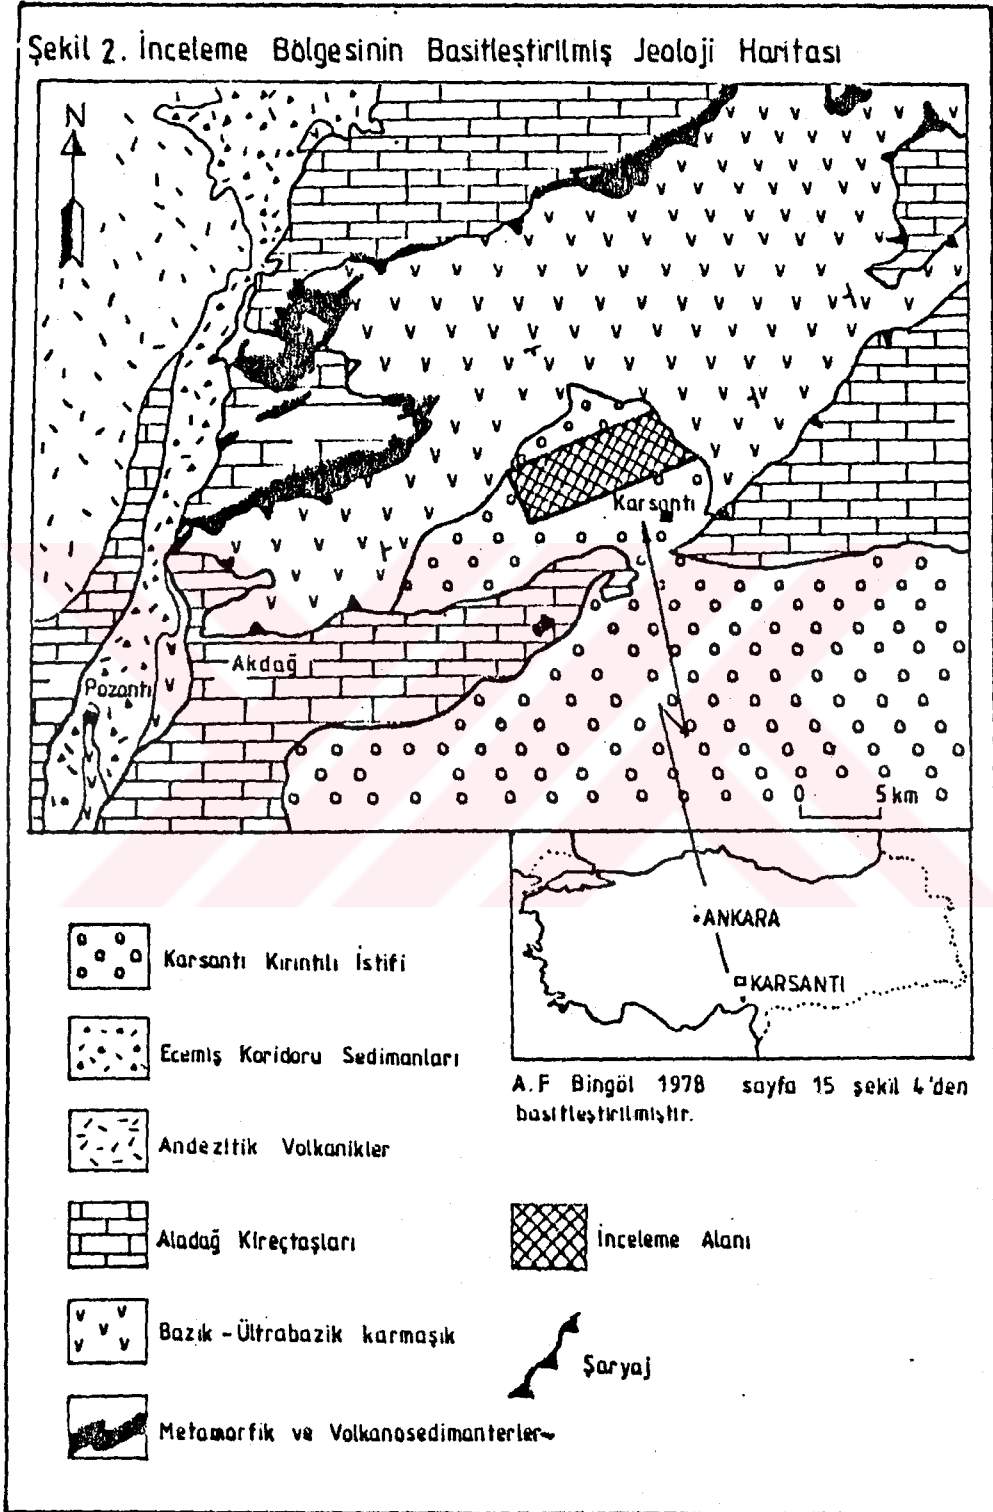 Şekil 2. İnceleme Bölgesinin Basitleştirilmiş Jeoloji Haritası
N
Karsantı
Akdağ
Pozantı
0 5 km
ANKARA
KARSANTI
A.F Bingöl 1978 sayfa 15 şekil 4'den
basitleştirilmiştir.
Karsantı Kırıntılı İstifi
Ecemiş Koridoru Sedimanları
Andezitik Volkanikler
Aladağ Kireçtaşları
İnceleme Alanı
Bazik-Ültrabazik karmaşık
Şaryaj
Metamorfik ve Volkanosedimanterler